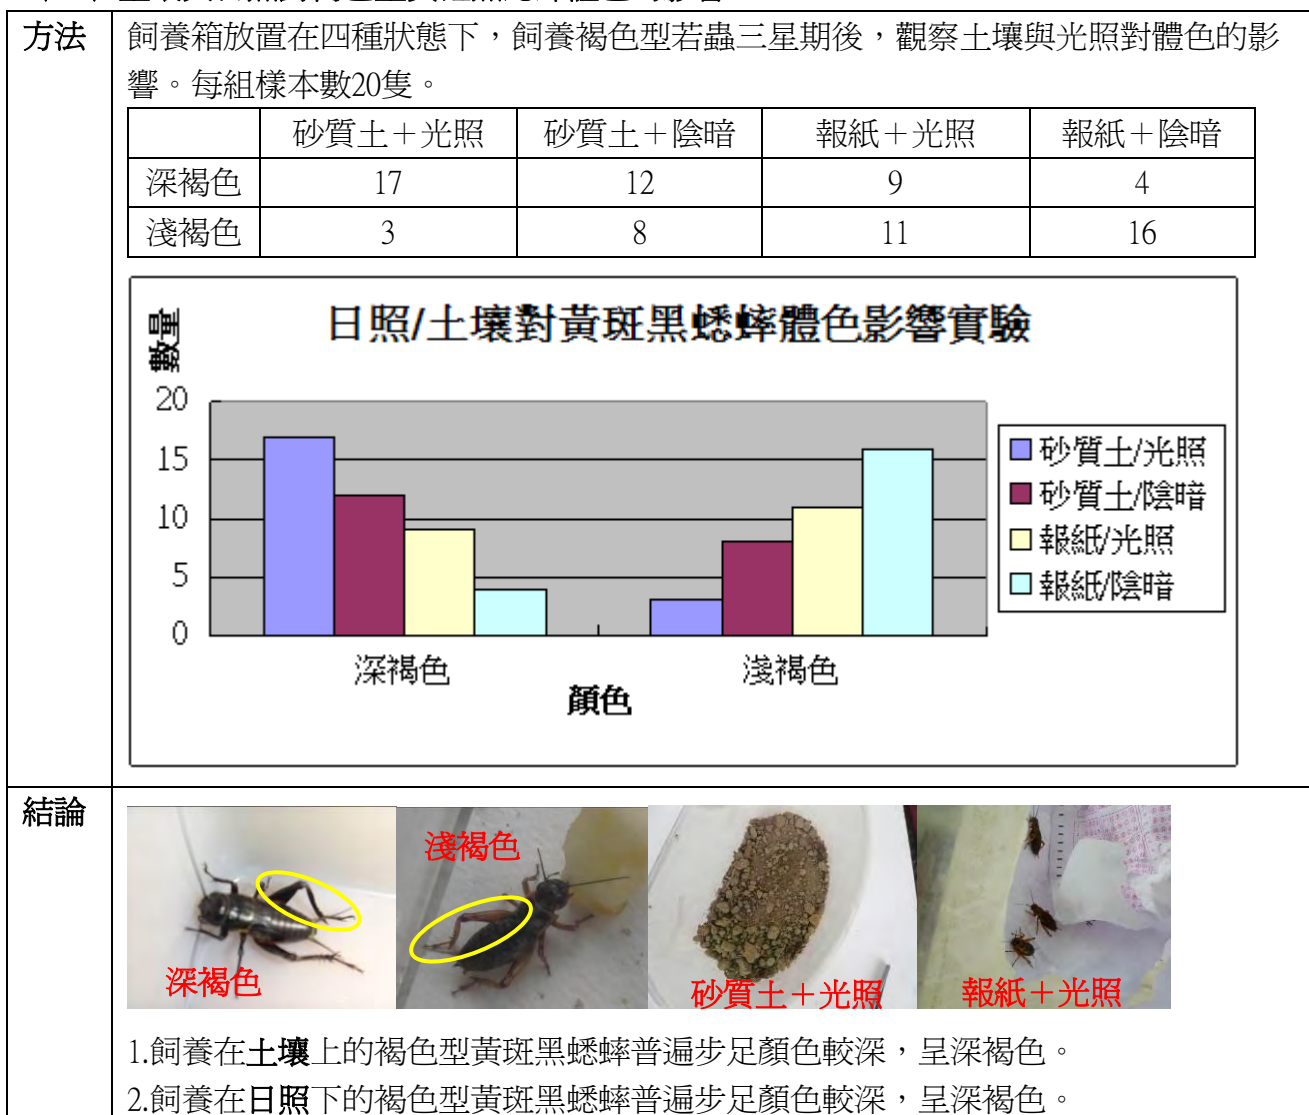 方法
飼養箱放置在四種狀態下，飼養褐色型若蟲三星期後，觀察土壤與光照對體色的影
響。每組樣本數20隻。
砂質土＋光照 砂質土＋陰暗 報紙＋光照 報紙＋陰暗
深褐色 17 12 9 4
淺褐色 3 8 11 16
日照/土壤對黃斑黑蟋蟀體色影響實驗
數量
20
15
10
5
0
深褐色 淺褐色
顏色
砂質土/光照
砂質土/陰暗
報紙/光照
報紙/陰暗
結論
深褐色
淺褐色
砂質土＋光照
報紙＋光照
1.飼養在土壤上的褐色型黃斑黑蟋蟀普遍步足顏色較深，呈深褐色。
2.飼養在日照下的褐色型黃斑黑蟋蟀普遍步足顏色較深，呈深褐色。